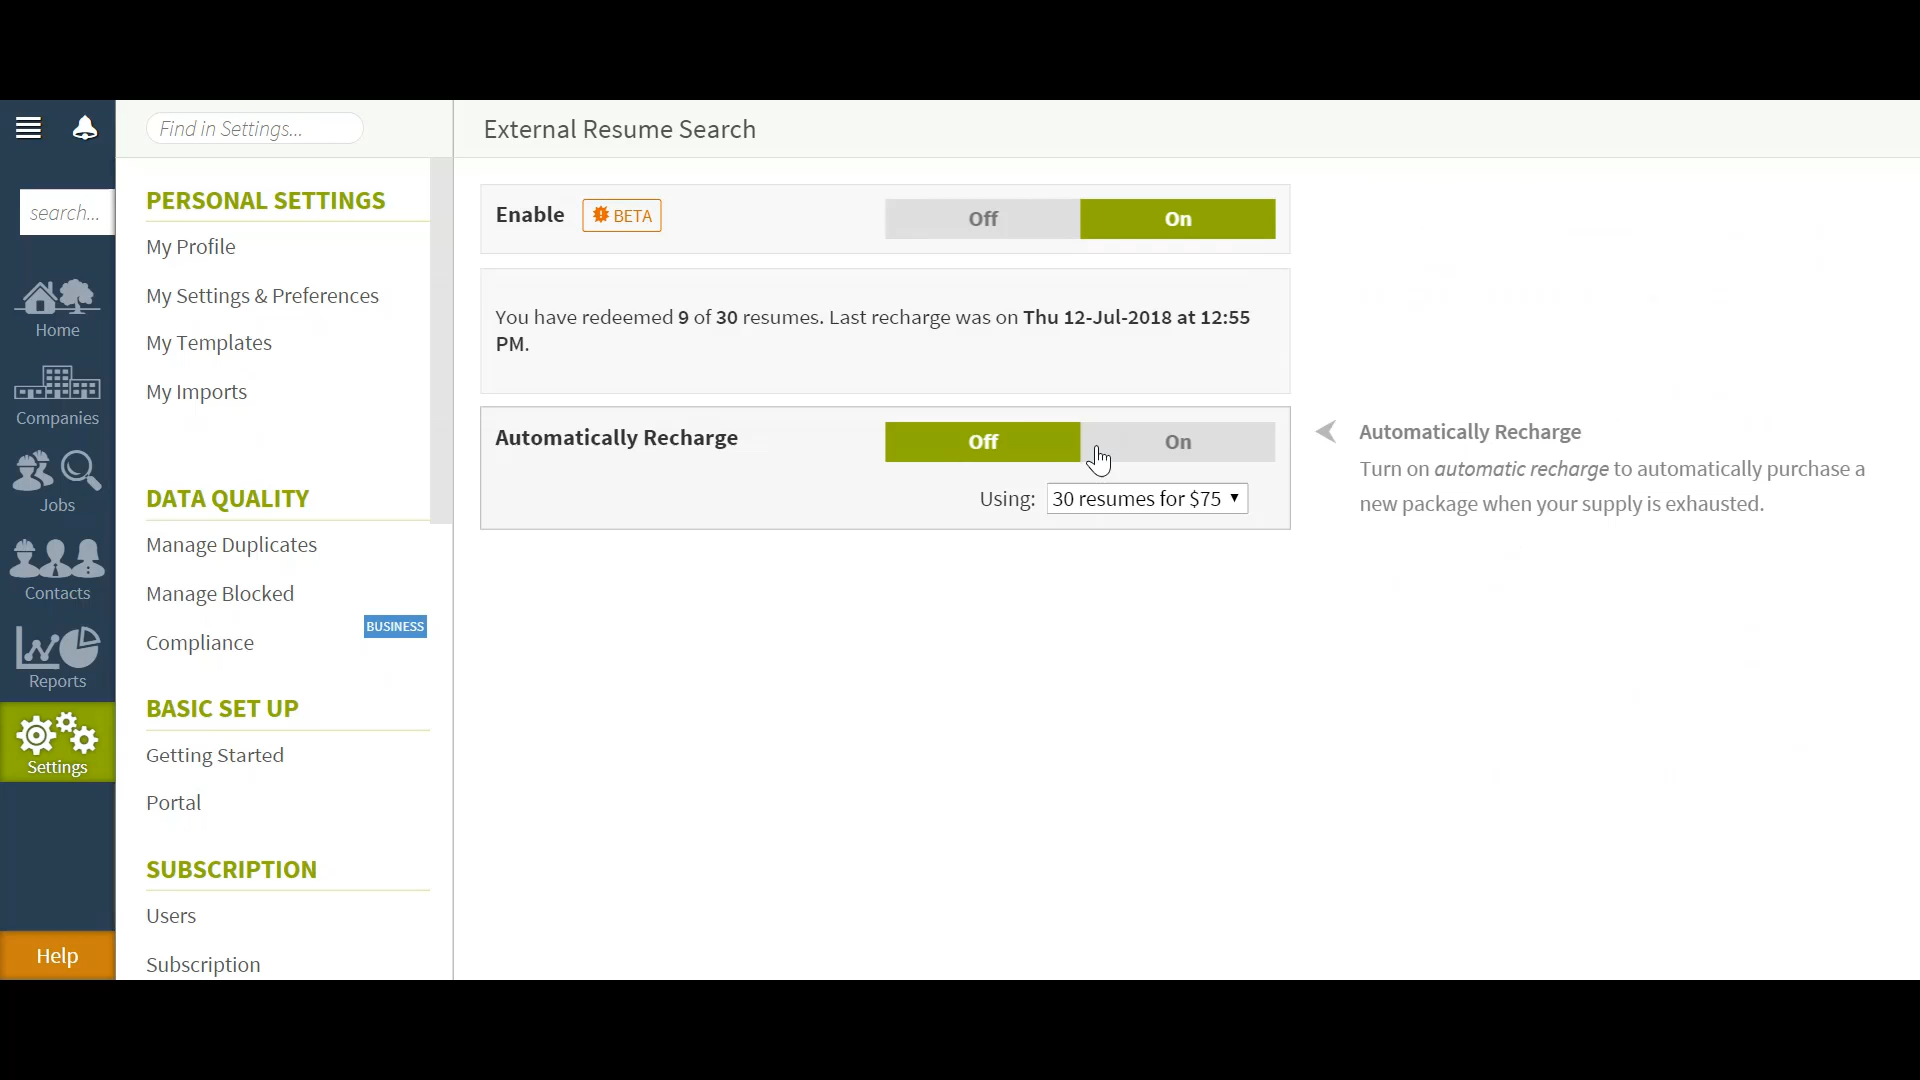 Find in Settings...
External Resume Search
search...
Home
Companies
Jobs
Contacts
Reports
Settings
Help
PERSONAL SETTINGS
My Profile
My Settings & Preferences
My Templates
My Imports
DATA QUALITY
Manage Duplicates
Manage Blocked
BUSINESS
Compliance
BASIC SET UP
Getting Started
Portal
SUBSCRIPTION
Users
Subscription
Enable BETA Off On
You have redeemed 9 of 30 resumes. Last recharge was on Thu 12-Jul-2018 at 12:55
PM.
Automatically Recharge Off On
Using: 30 resumes for $75
Automatically Recharge
Turn on automatic recharge to automatically purchase a
new package when your supply is exhausted.